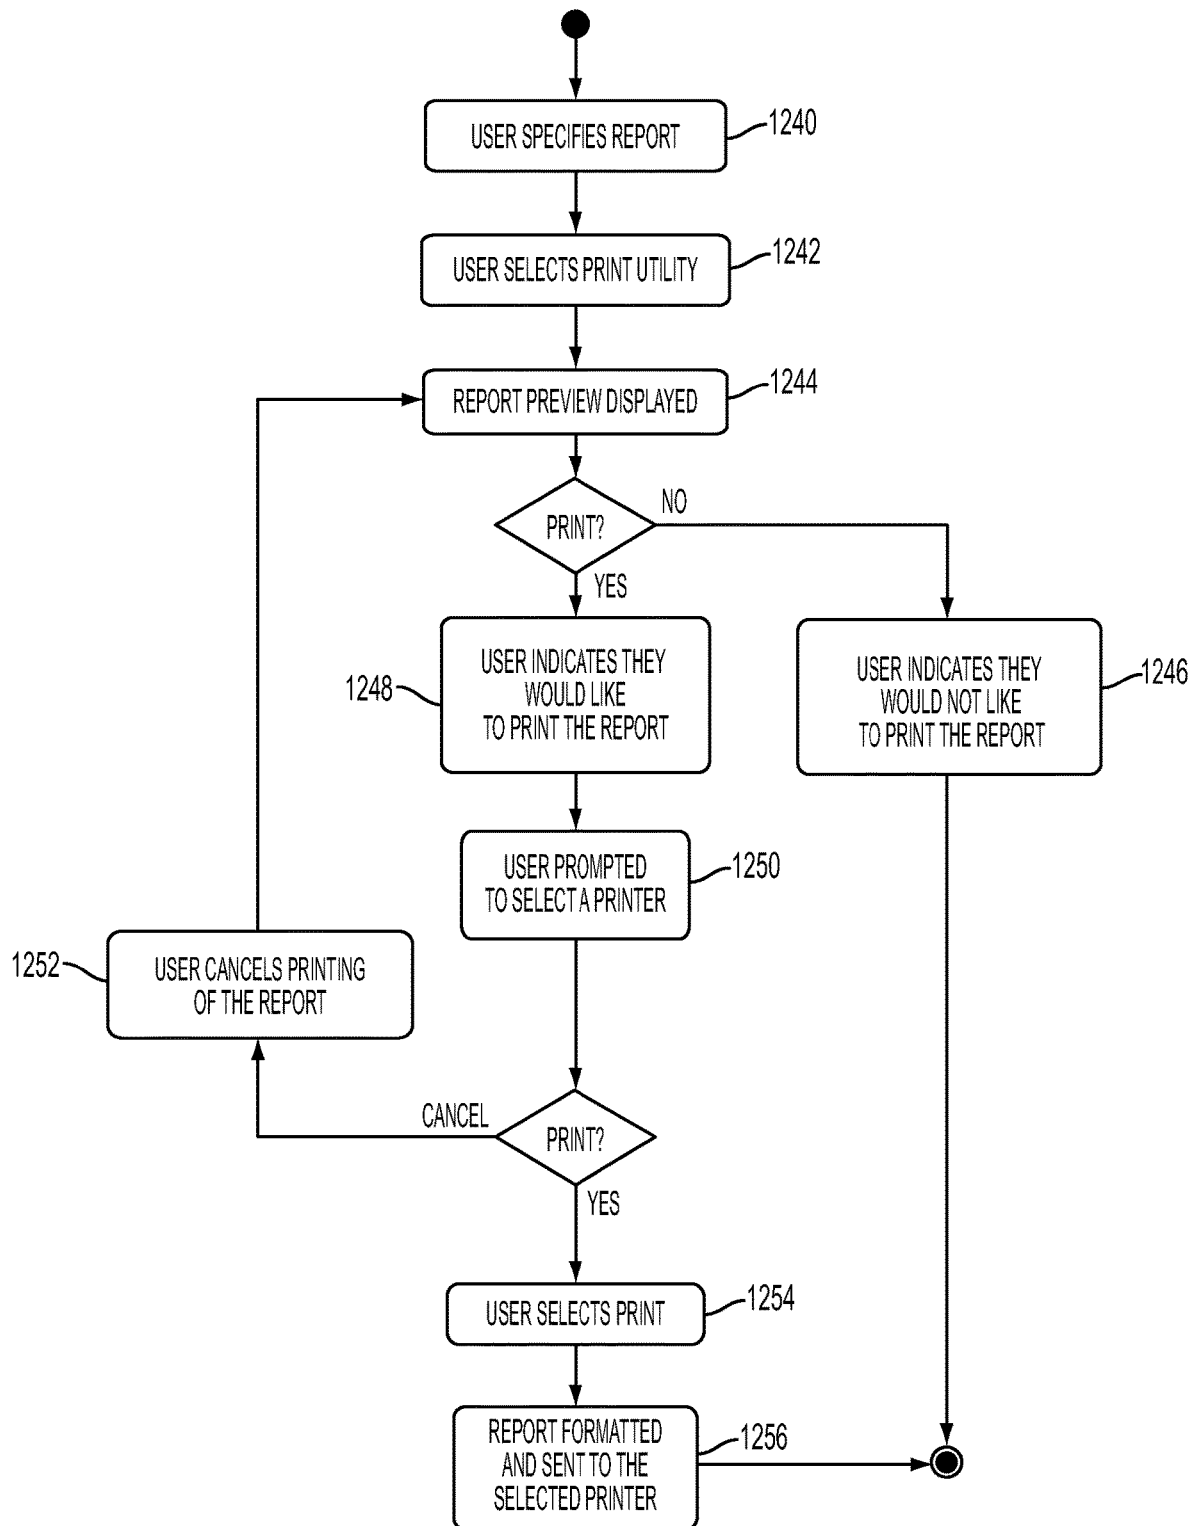 USER SPECIFIES REPORT
1240
USER SELECTS PRINT UTILITY
1242
REPORT PREVIEW DISPLAYED
1244
PRINT?
NO
YES
USER INDICATES THEY
WOULD LIKE
TO PRINT THE REPORT
1248
USER INDICATES THEY
WOULD NOT LIKE
TO PRINT THE REPORT
1246
USER PROMPTED
TO SELECT A PRINTER
1250
1252
USER CANCELS PRINTING
OF THE REPORT
CANCEL
PRINT?
YES
USER SELECTS PRINT
1254
REPORT FORMATTED
AND SENT TO THE
SELECTED PRINTER
1256